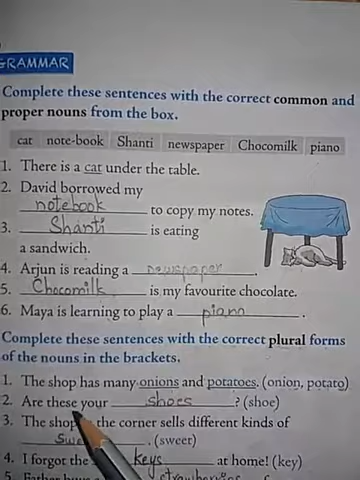 GRAMMAR
Complete these sentences with the correct common and
proper nouns from the box.
cat note-book Shanti newspaper Chocomilk piano
1. There is a cat under the table.
2. David borrowed my
notebook to copy my notes.
3. Shanti is eating
a sandwich.
4. Arjun is reading a newspaper.
5. Chocomilk is my favourite chocolate.
6. Maya is learning to play a piano.
Complete these sentences with the correct plural forms
of the nouns in the brackets.
1. The shop has many onions and potatoes. (onion, potato)
2. Are these your shoes? (shoe)
3. The shop the corner sells different kinds of
. (sweet)
4. I forgot the keys at home! (key)
5. Father strawberries